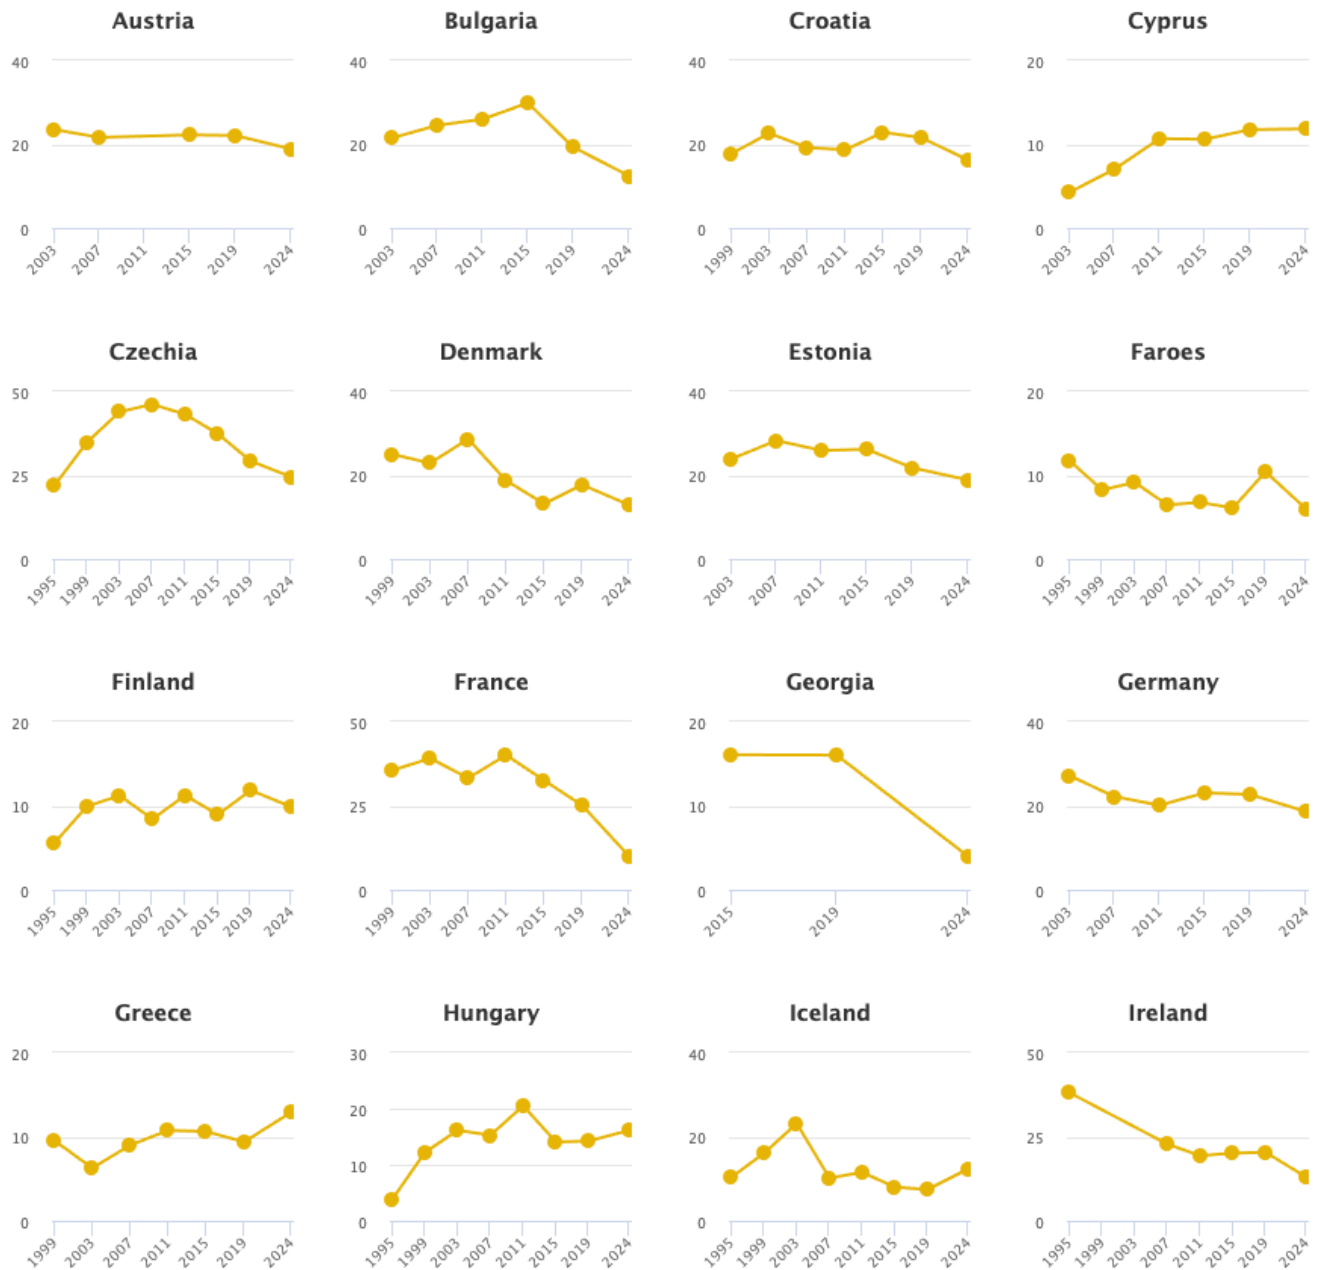 Austria Bulgaria Croatia Cyprus
40 40 40 20
20 20 20 10
0 0 0 0
2003 2007 2011 2015 2019 2024 2003 2007 2011 2015 2019 2024 1999 2003 2007 2011 2015 2019 2024 2003 2007 2011 2015 2019 2024
Czechia Denmark Estonia Faroes
50 40 40 20
25 20 20 10
0 0 0 0
1995 1999 2003 2007 2011 2015 2019 2024 1999 2003 2007 2011 2015 2019 2024 2003 2007 2011 2015 2019 2024 1995 1999 2003 2007 2011 2015 2019 2024
Finland France Georgia Germany
20 50 20 40
10 25 10 20
0 0 0 0
1995 1999 2003 2007 2011 2015 2019 2024 1999 2003 2007 2011 2015 2019 2024 2015 2019 2024 2003 2007 2011 2015 2019 2024
Greece Hungary Iceland Ireland
20 30 40 50
20
10 20 25
10
0 0 0 0
1999 2003 2007 2011 2015 2019 2024 1995 1999 2003 2007 2011 2015 2019 2024 1995 1999 2003 2007 2011 2015 2019 2024 1995 1999 2003 2007 2011 2015 2019 2024